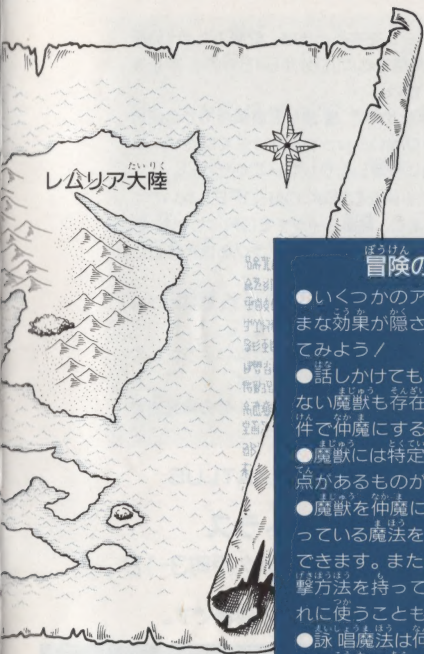 レムリア大陸
冒険の
●いくつかのア
まな効果が隠さ
てみよう！
●話しかけても
ない魔獣も存在
件で仲魔にする
●魔獣には特定
点があるものが
●魔獣を仲魔に
っている魔法を
できます。また
撃方法を持って
れに使うことも
●詠唱魔法は何